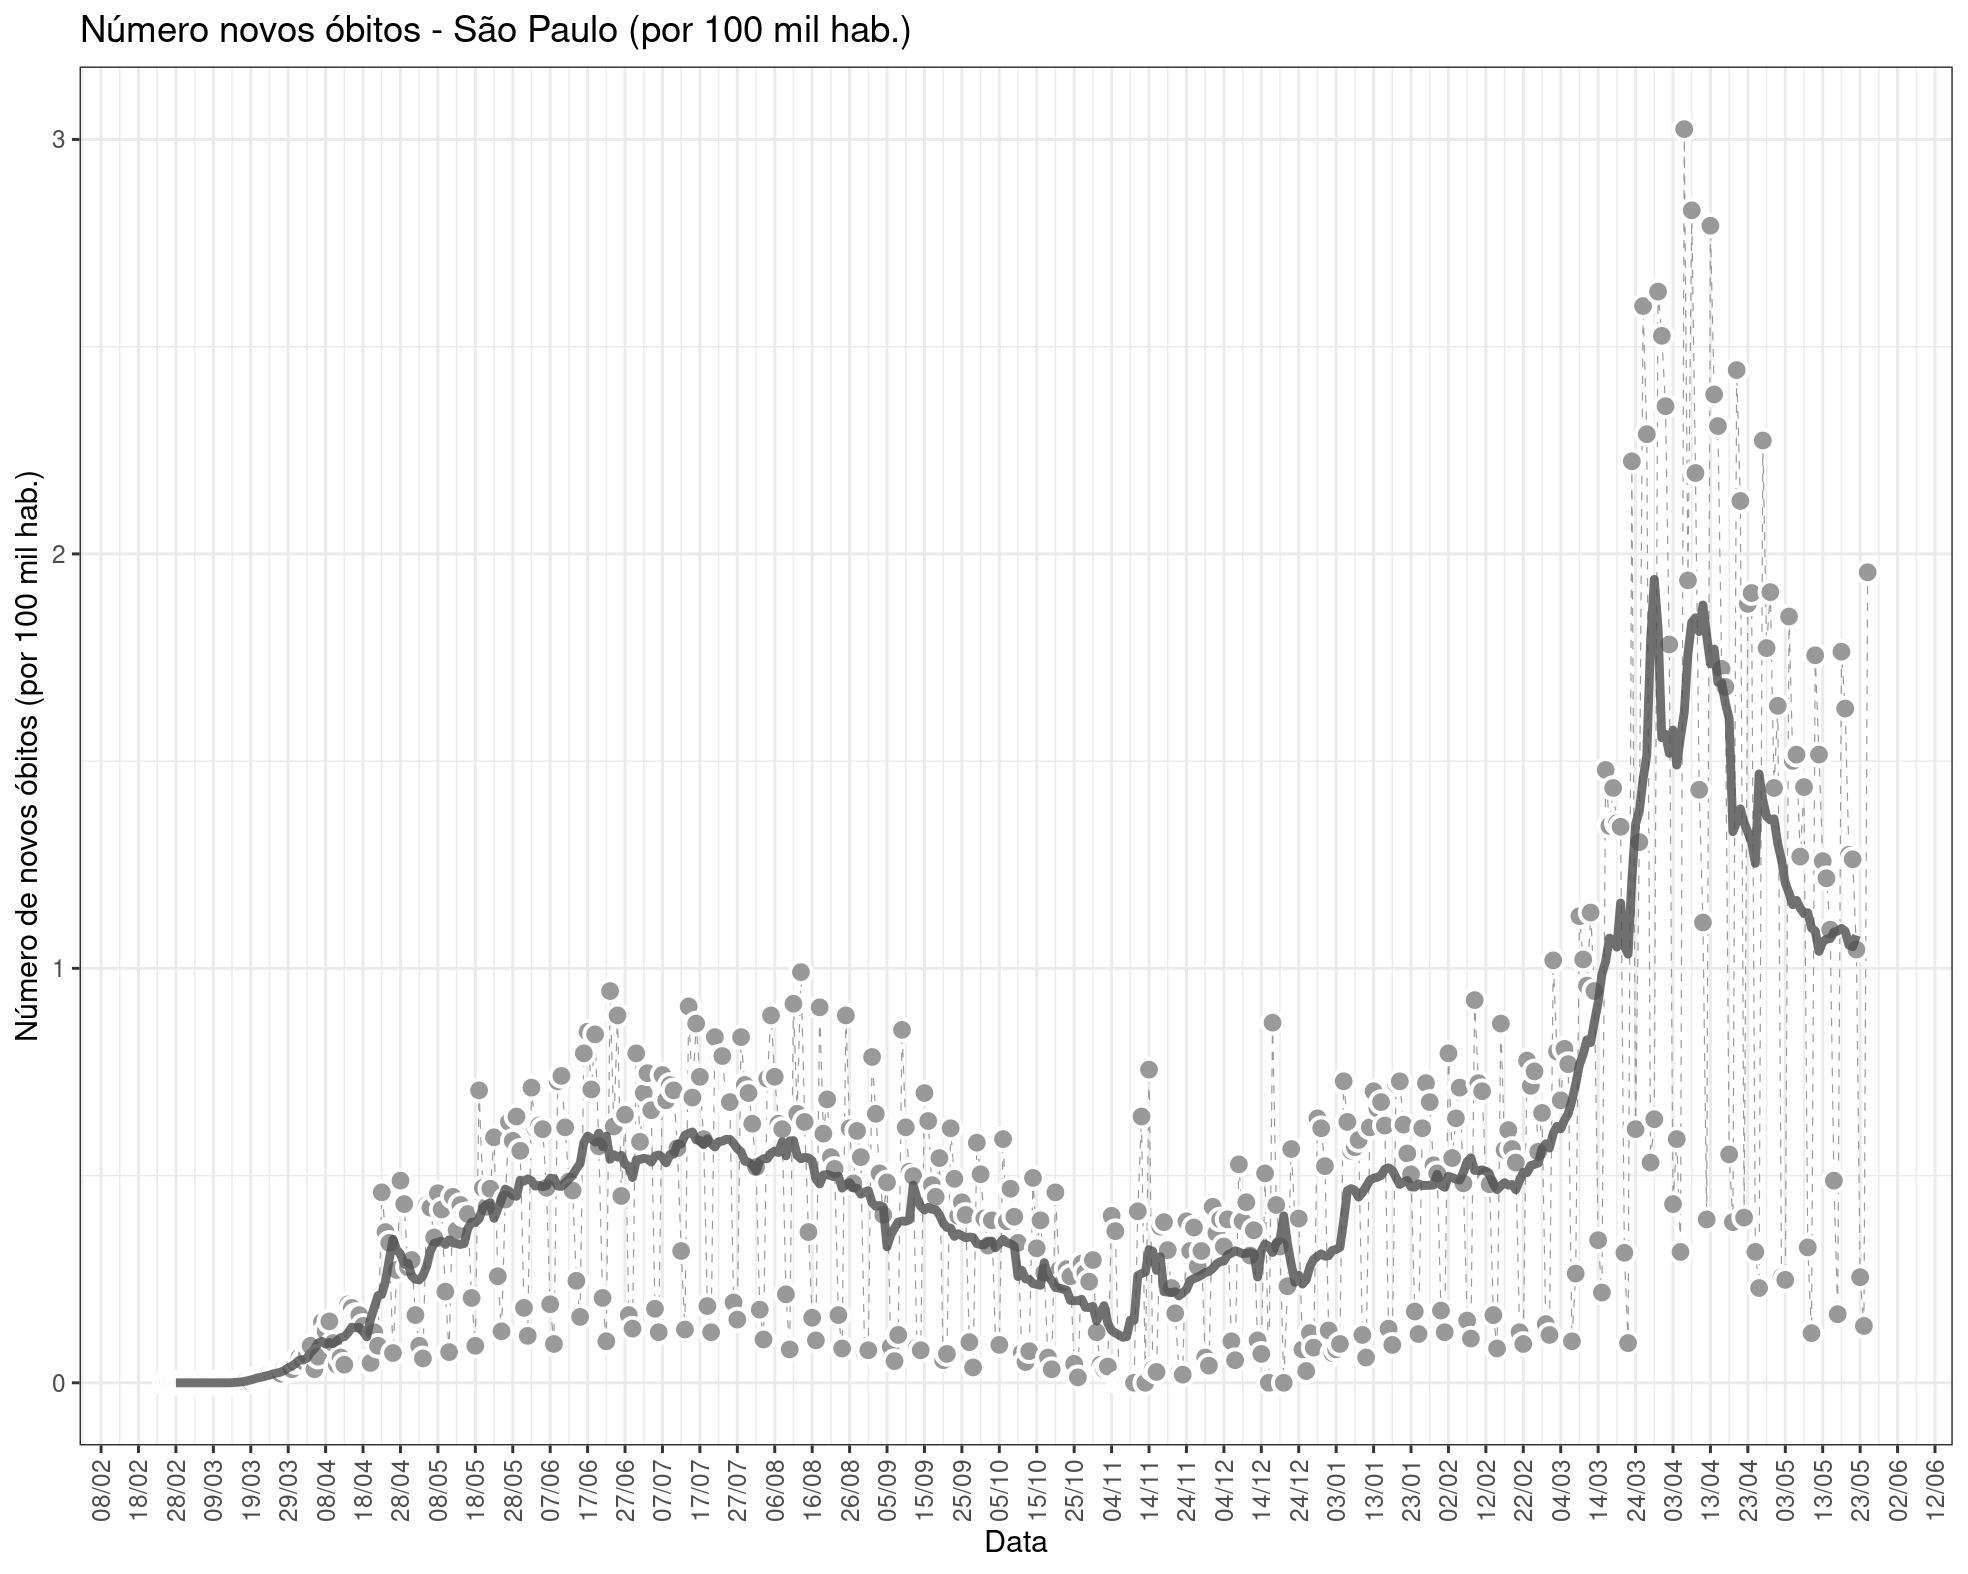 Número novos óbitos - São Paulo (por 100 mil hab.)
Número de novos óbitos (por 100 mil hab.)
3
2
1
0
08/02 18/02 28/02 09/03 19/03 29/03 08/04 18/04 28/04 08/05 18/05 28/05 07/06 17/06 27/06 07/07 17/07 27/07 06/08 16/08 26/08 05/09 15/09 25/09 05/10 15/10 25/10 04/11 14/11 24/11 04/12 14/12 24/12 03/01 13/01 23/01 02/02 12/02 22/02 04/03 14/03 24/03 03/04 13/04 23/04 03/05 13/05 23/05 02/06 12/06
Data